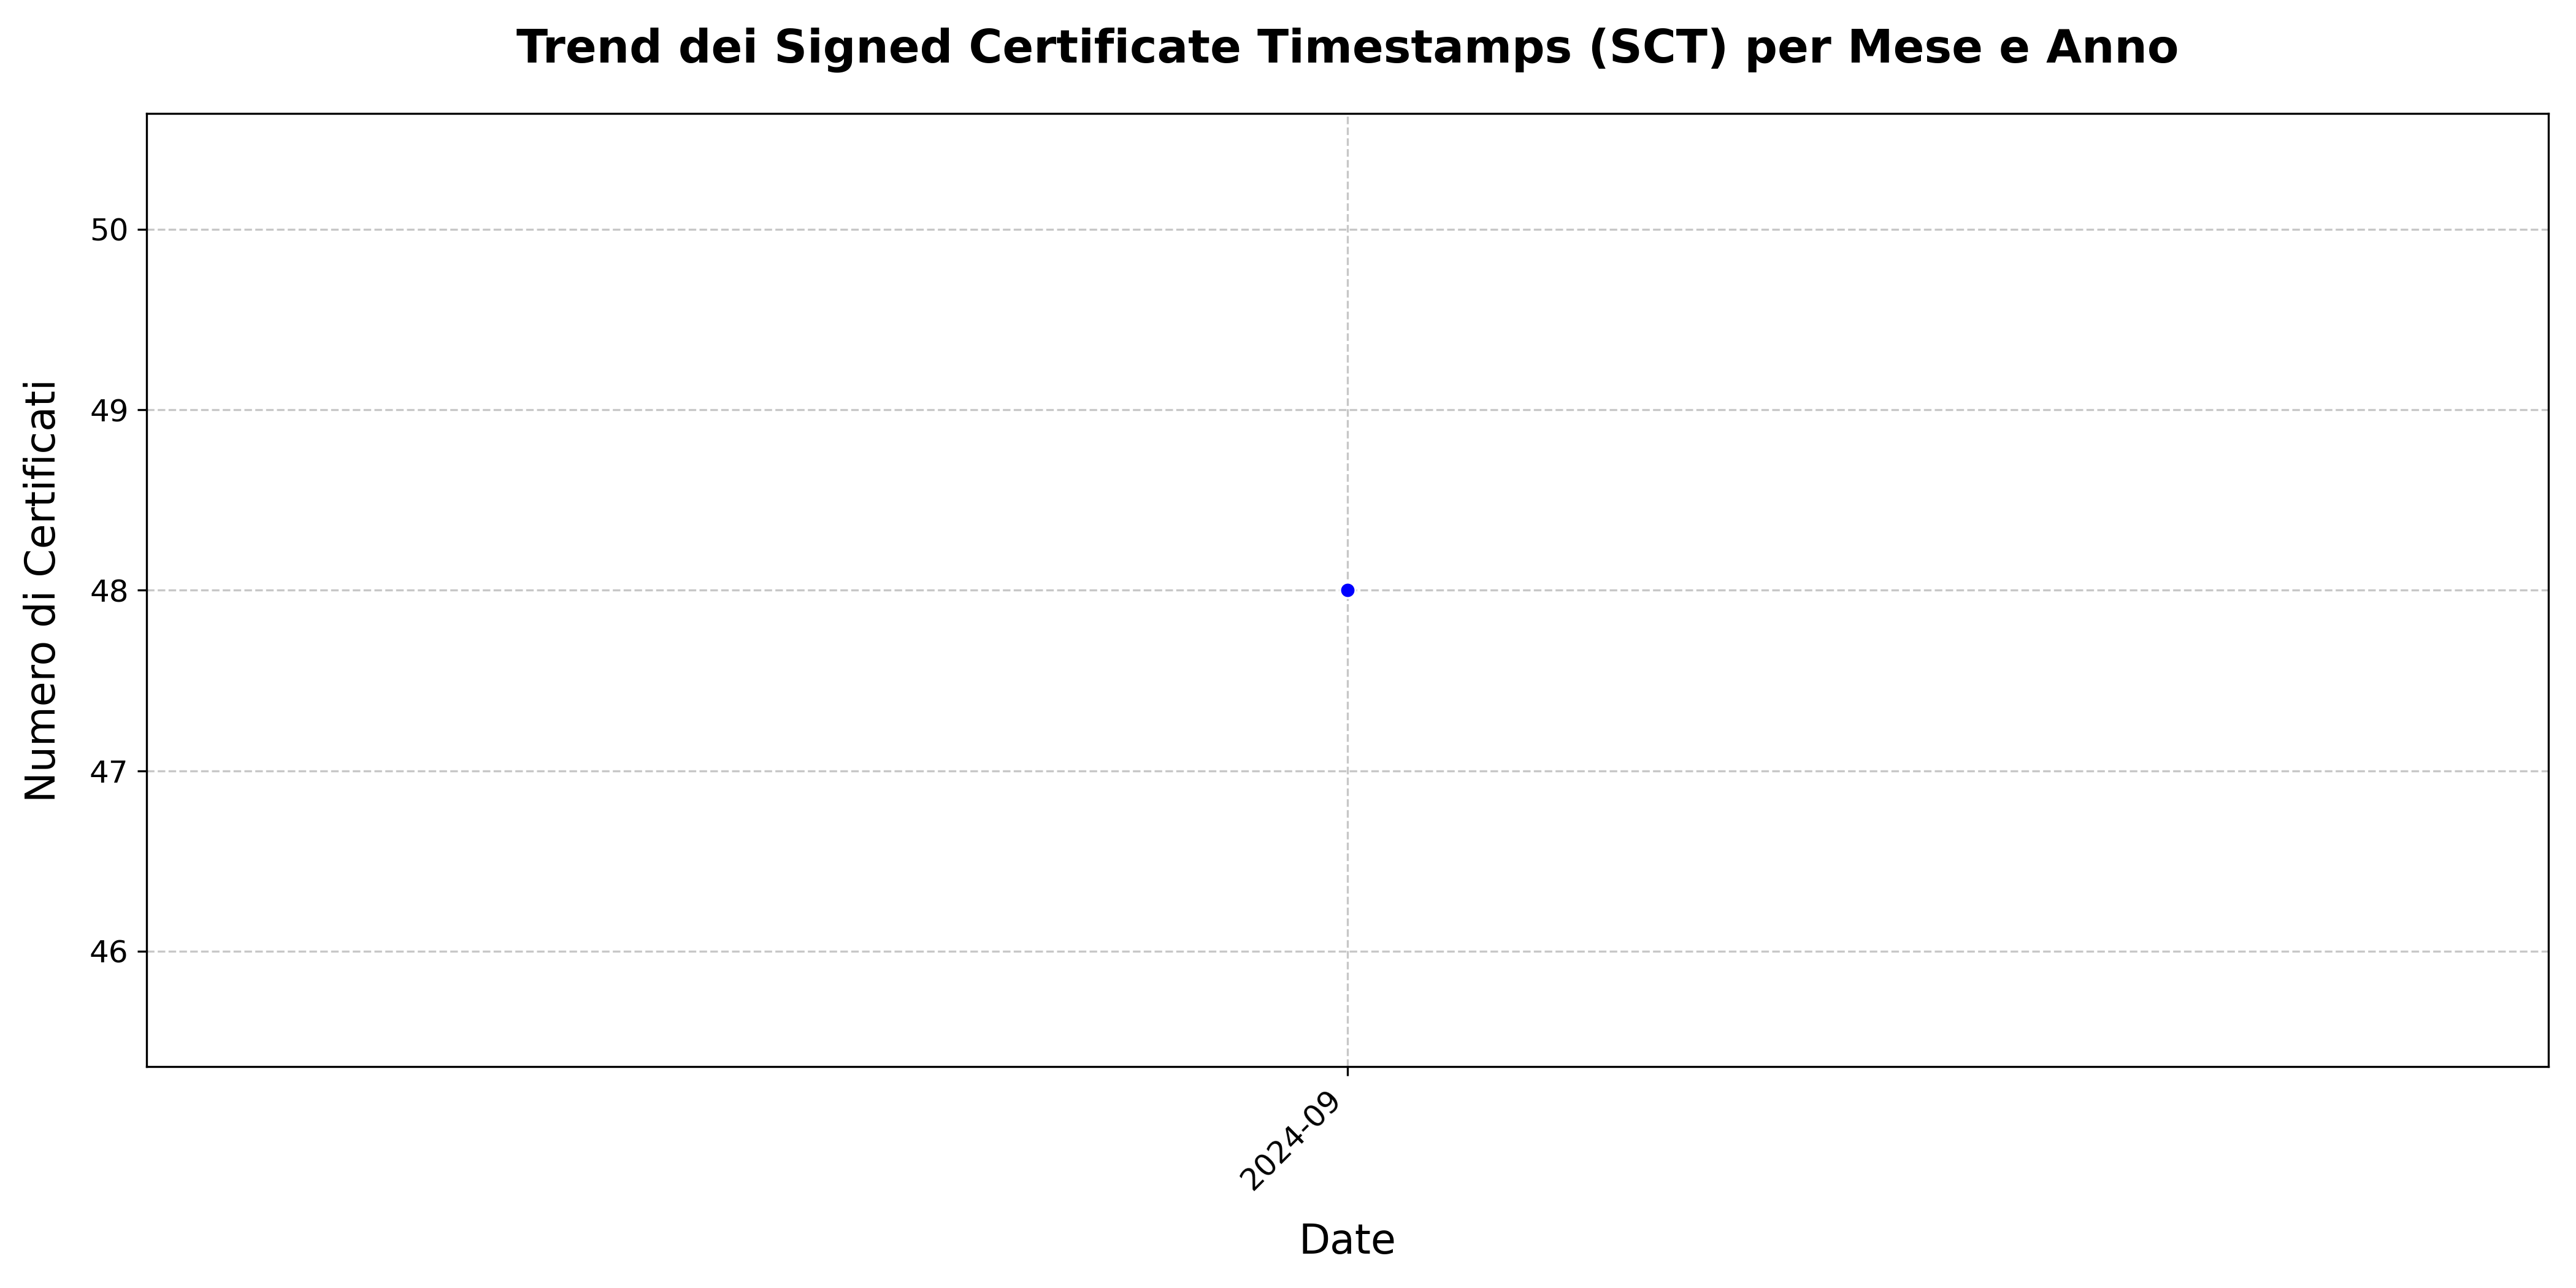 Trend dei Signed Certificate Timestamps (SCT) per Mese e Anno
Numero di Certificati
50
49
48
47
46
2024-09
Date